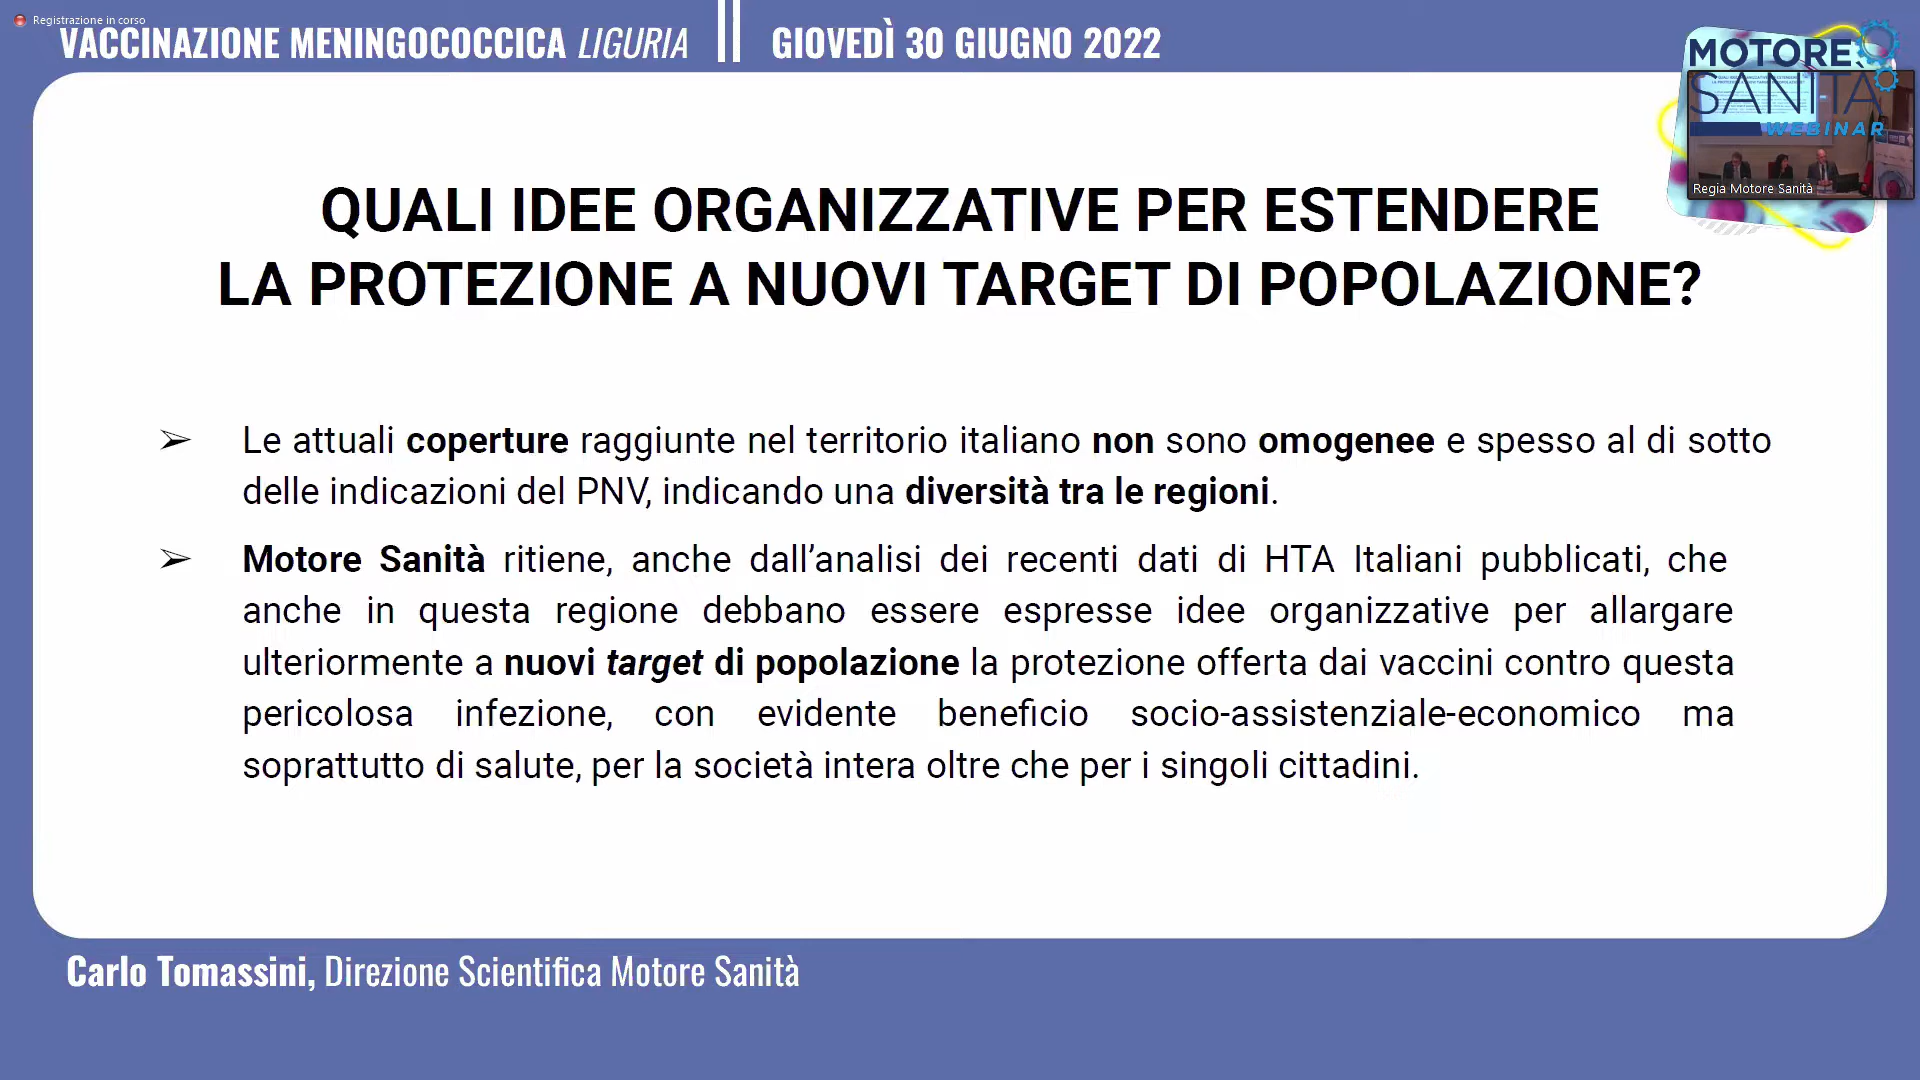 Registrazione in corso
VACCINAZIONE MENINGOCOCCICA LIGURIA || GIOVEDÌ 30 GIUGNO 2022
MOTORE
SANITÀ
WEBINAR
Regia Motore Sanità
QUALI IDEE ORGANIZZATIVE PER ESTENDERE
LA PROTEZIONE A NUOVI TARGET DI POPOLAZIONE?
➢ Le attuali coperture raggiunte nel territorio italiano non sono omogenee e spesso al di sotto
delle indicazioni del PNV, indicando una diversità tra le regioni.
➢ Motore Sanità ritiene, anche dall’analisi dei recenti dati di HTA Italiani pubblicati, che
anche in questa regione debbano essere espresse idee organizzative per allargare
ulteriormente a nuovi target di popolazione la protezione offerta dai vaccini contro questa
pericolosa infezione, con evidente beneficio socio-assistenziale-economico ma
soprattutto di salute, per la società intera oltre che per i singoli cittadini.
Carlo Tomassini, Direzione Scientifica Motore Sanità